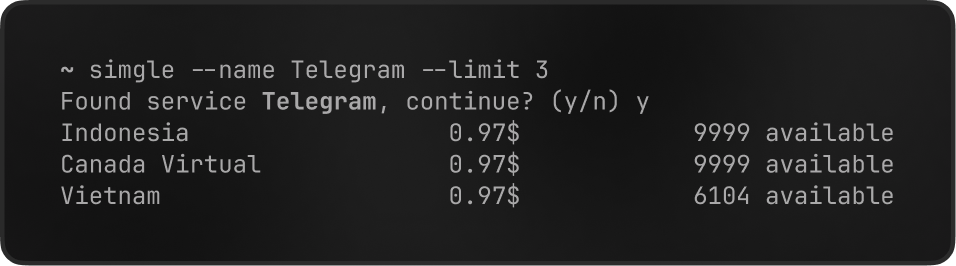 ~ simgle --name Telegram --limit 3
Found service Telegram, continue? (y/n) y
Indonesia 0.97$ 9999 available
Canada Virtual 0.97$ 9999 available
Vietnam 0.97$ 6104 available